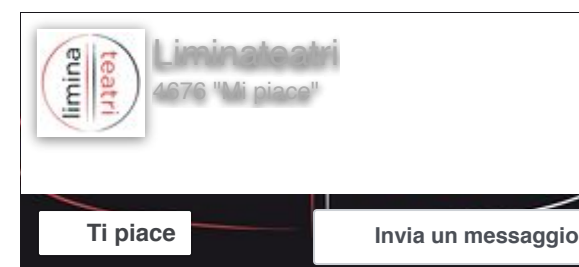 limina
teatri
Liminateatri
4676 "Mi piace"
Ti piace
Invia un messaggio